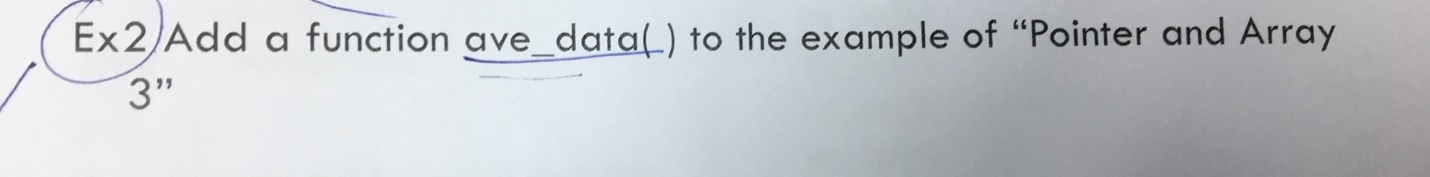 Ex2 Add a function ave_data( ) to the example of “Pointer and Array
3”